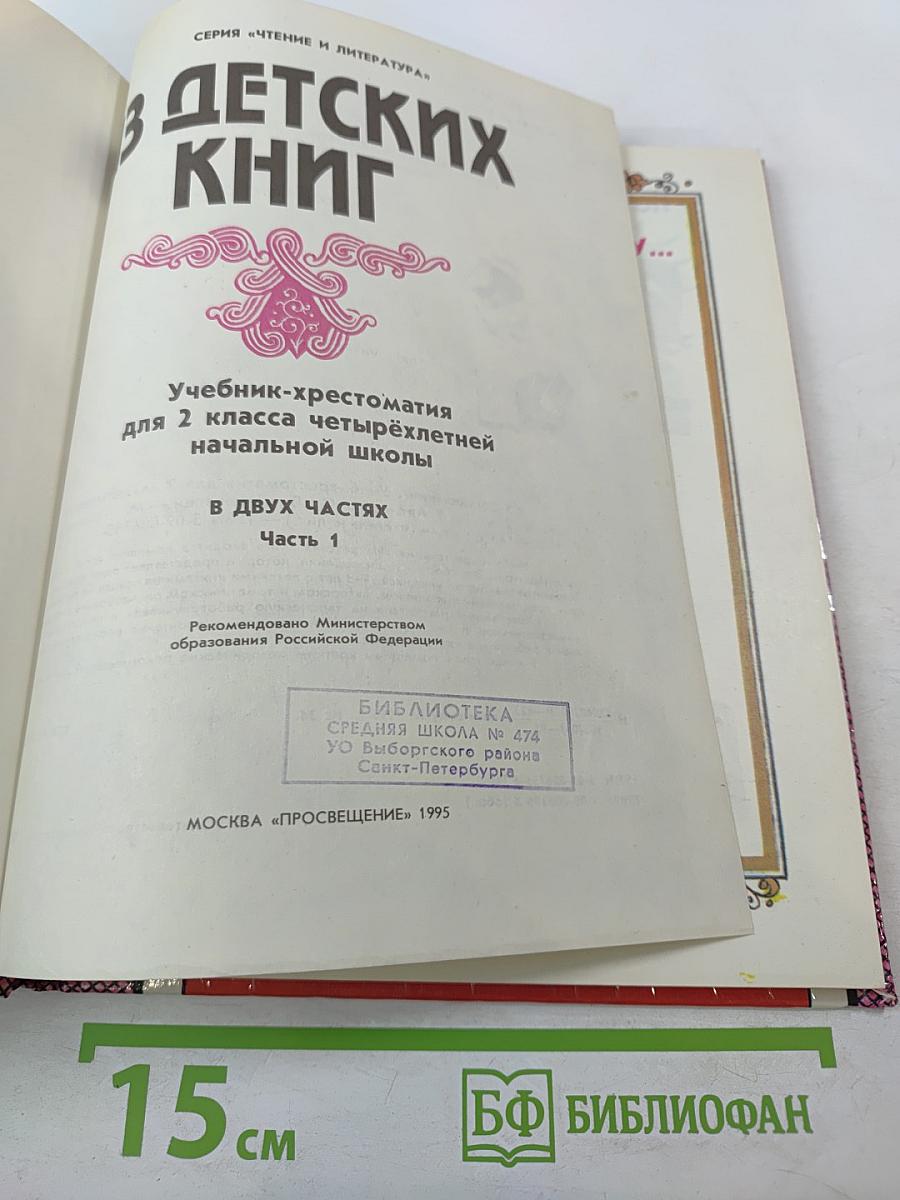 СЕРИЯ «ЧТЕНИЕ И ЛИТЕРАТУРА»
З ДЕТСКИХ
КНИГ
Учебник-хрестоматия
для 2 класса четырёхлетней
начальной школы
В ДВУХ ЧАСТЯХ
Часть 1
Рекомендовано Министерством
образования Российской Федерации
БИБЛИОТЕКА
СРЕДНЯЯ ШКОЛА № 474
УО Выборгского района
Санкт-Петербурга
МОСКВА «ПРОСВЕЩЕНИЕ» 1995
у...
15 см
БФ БИБЛИОФАН